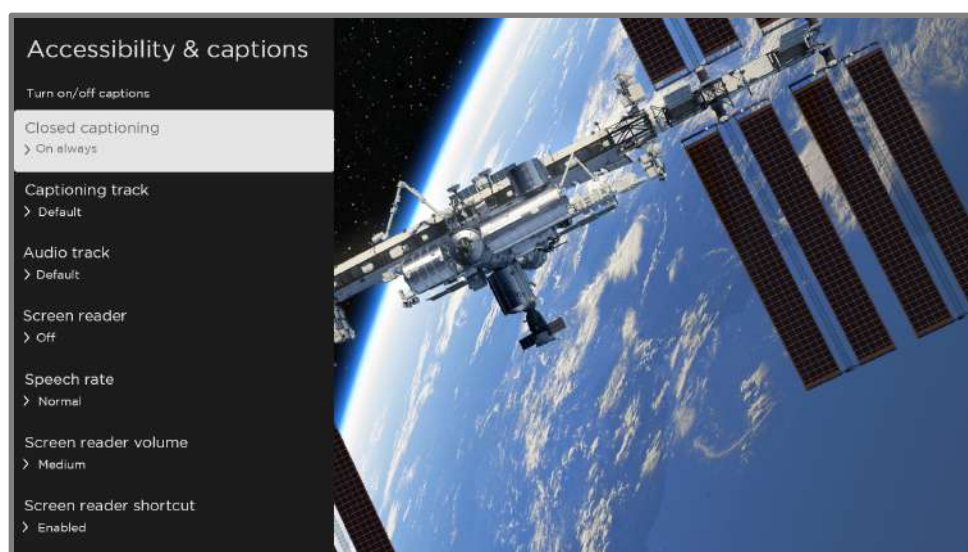 Accessibility & captions
Turn on/off captions
Closed captioning
> On always
Captioning track
> Default
Audio track
> Default
Screen reader
> Off
Speech rate
> Normal
Screen reader volume
> Medium
Screen reader shortcut
> Enabled